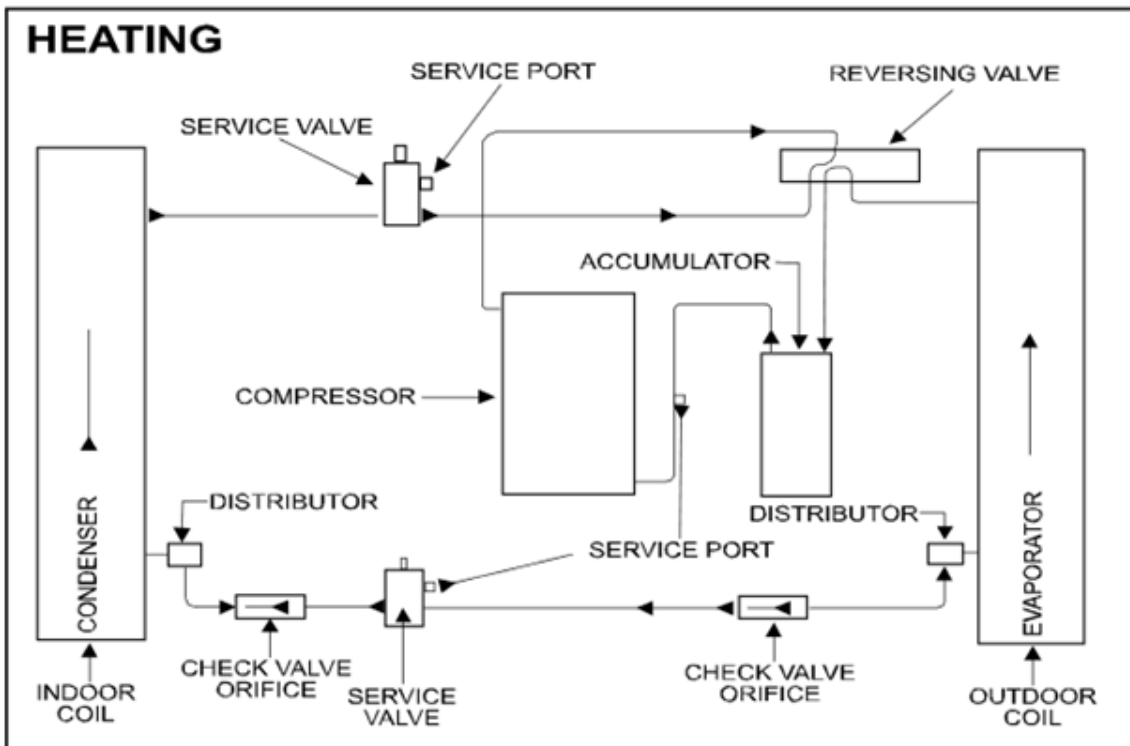 HEATING
SERVICE PORT
REVERSING VALVE
SERVICE VALVE
ACCUMULATOR
COMPRESSOR
CONDENSER
DISTRIBUTOR
DISTRIBUTOR
EVAPORATOR
SERVICE PORT
INDOOR
COIL
CHECK VALVE
ORIFICE
SERVICE
VALVE
CHECK VALVE
ORIFICE
OUTDOOR
COIL